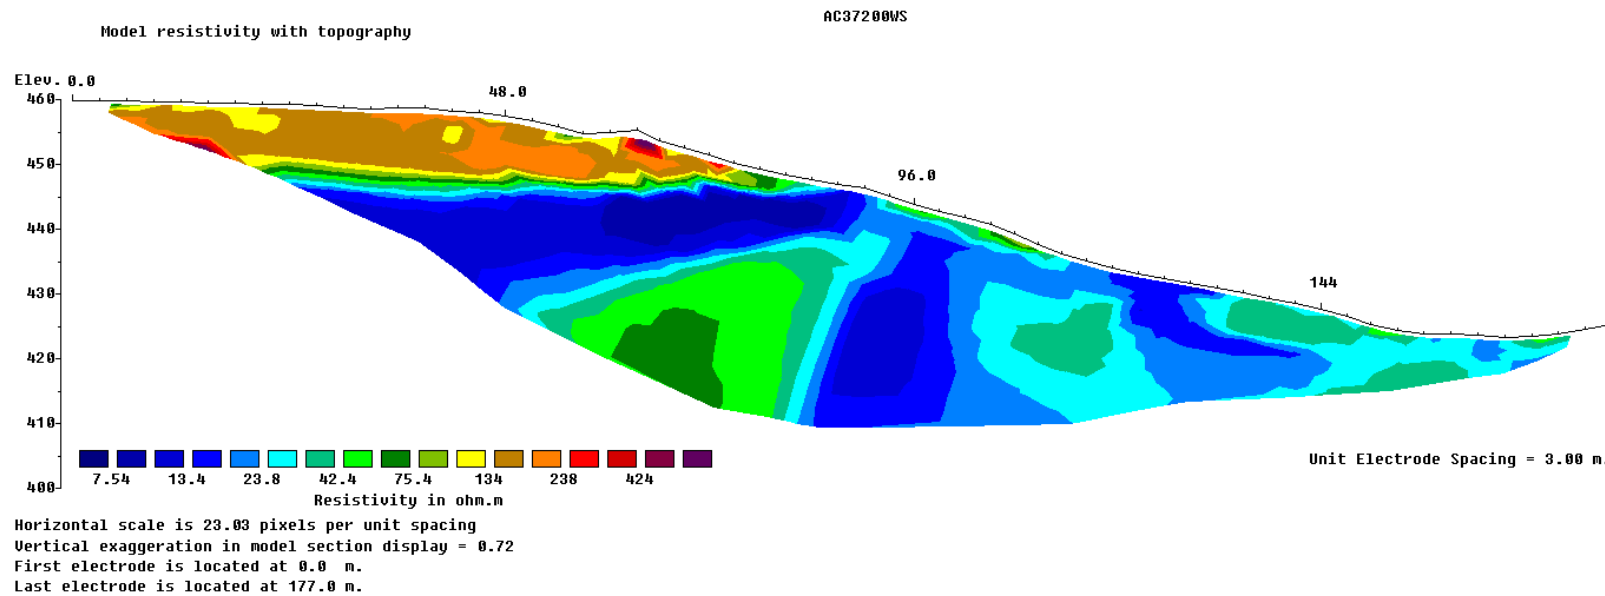 AC37200WS
Model resistivity with topography
Elev. 0.0
460
48.0
450
96.0
440
430
144
420
410
400
7.54 13.4 23.8 42.4 75.4 134 238 424
Unit Electrode Spacing = 3.00 m.
Resistivity in ohm.m
Horizontal scale is 23.03 pixels per unit spacing
Vertical exaggeration in model section display = 0.72
First electrode is located at 0.0 m.
Last electrode is located at 177.0 m.